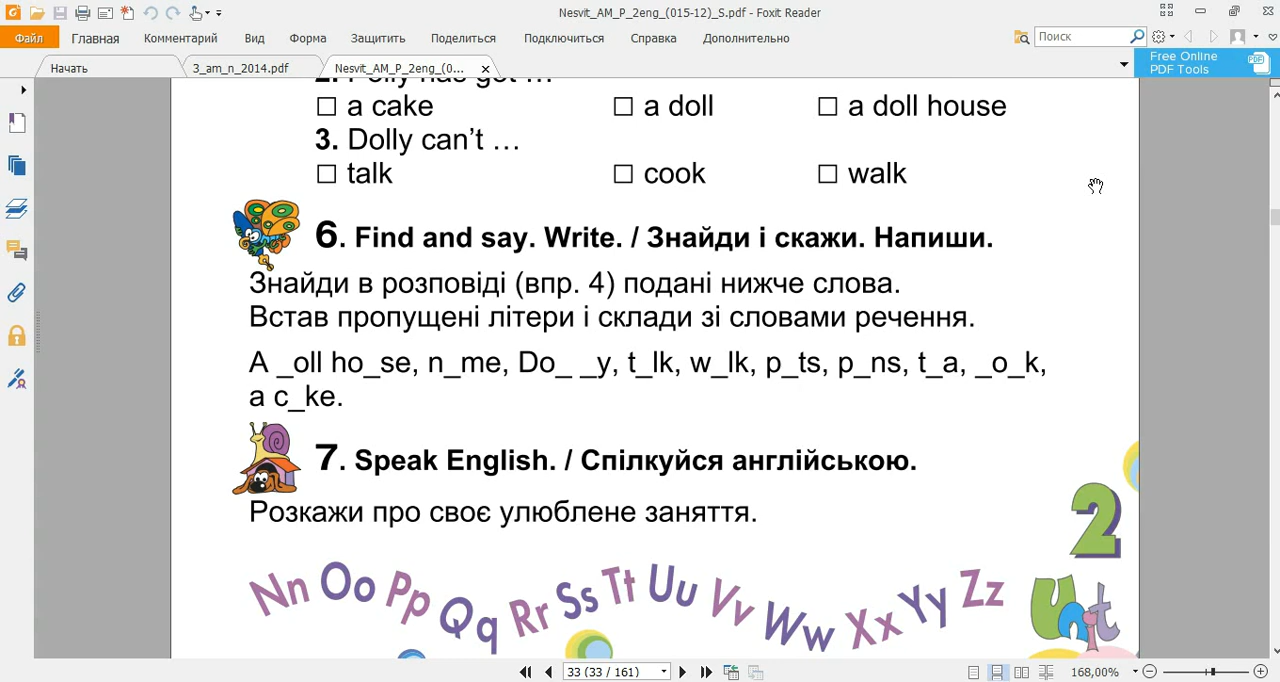 Nesvit_AM_P_2eng_(015-12)_S.pdf - Foxit Reader
Файл Главная Комментарий Вид Форма Защитить Поделиться Подключиться Справка Дополнительно Поиск
Начать 3_am_n_2014.pdf Nesvit_AM_P_2eng_(0... Free Online PDF Tools
2. Polly has got ...
a cake a doll a doll house
3. Dolly can't ...
talk cook walk
6. Find and say. Write. / Знайди і скажи. Напиши.
Знайди в розповіді (впр. 4) подані нижче слова.
Встав пропущені літери і склади зі словами речення.
A _oll ho_se, n_me, Do_ _y, t_lk, w_lk, p_ts, p_ns, t_a, _o_k,
a c_ke.
7. Speak English. / Спілкуйся англійською.
Розкажи про своє улюблене заняття.
2
Unit
Nn Oo Pp Qq Rr Ss Tt Uu Vv Ww Xx Yy Zz
33 (33 / 161) 168,00%